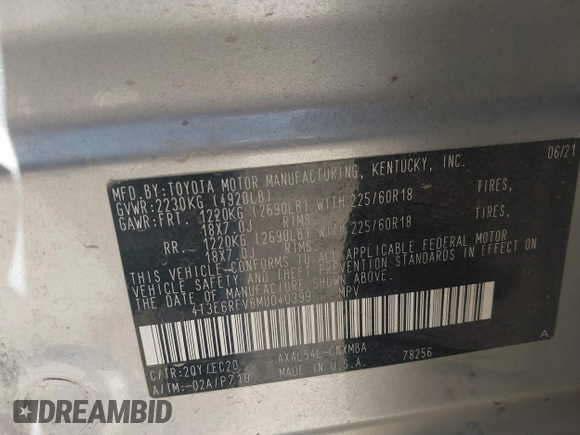 MFD.BY:TOYOTA MOTOR MANUFACTURING, KENTUCKY, INC. 06/21
GVWR:2230KG (4920LB)
GAWR:FRT. 1220KG (2690LB) WITH 225/60R18 TIRES,
18X7.0J RIMS
RR. 1220KG (2690LB) WITH 225/60R18 TIRES,
18X7.0J RIMS
THIS VEHICLE CONFORMS TO ALL APPLICABLE FEDERAL MOTOR
VEHICLE SAFETY AND THEFT PREVENTION STANDARDS IN EFFECT ON
THE DATE OF MANUFACTURE SHOWN ABOVE.
4T3E6RFV6MU040399 MPV
C/TR:2QY/EC20 AXAL54L-CNXMBA A
A/TM:-02A/P710 MADE IN U.S.A. 78256
DREAMBID